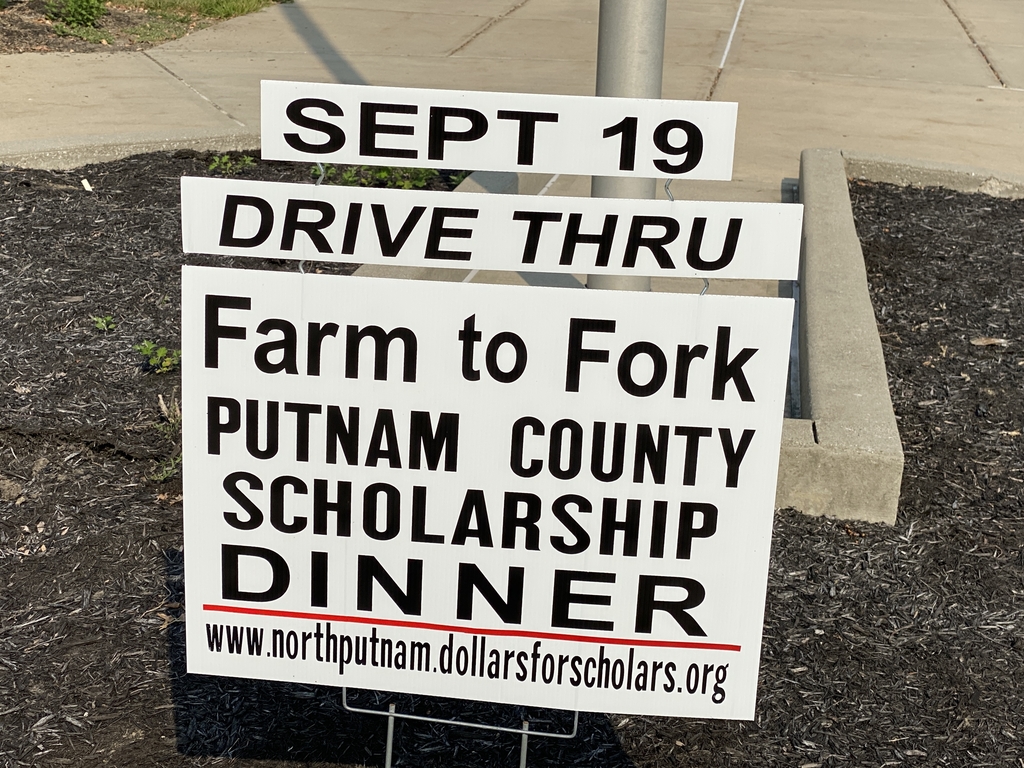 SEPT 19
DRIVE THRU
Farm to Fork
PUTNAM COUNTY
SCHOLARSHIP
DINNER
www.northputnam.dollarsforscholars.org